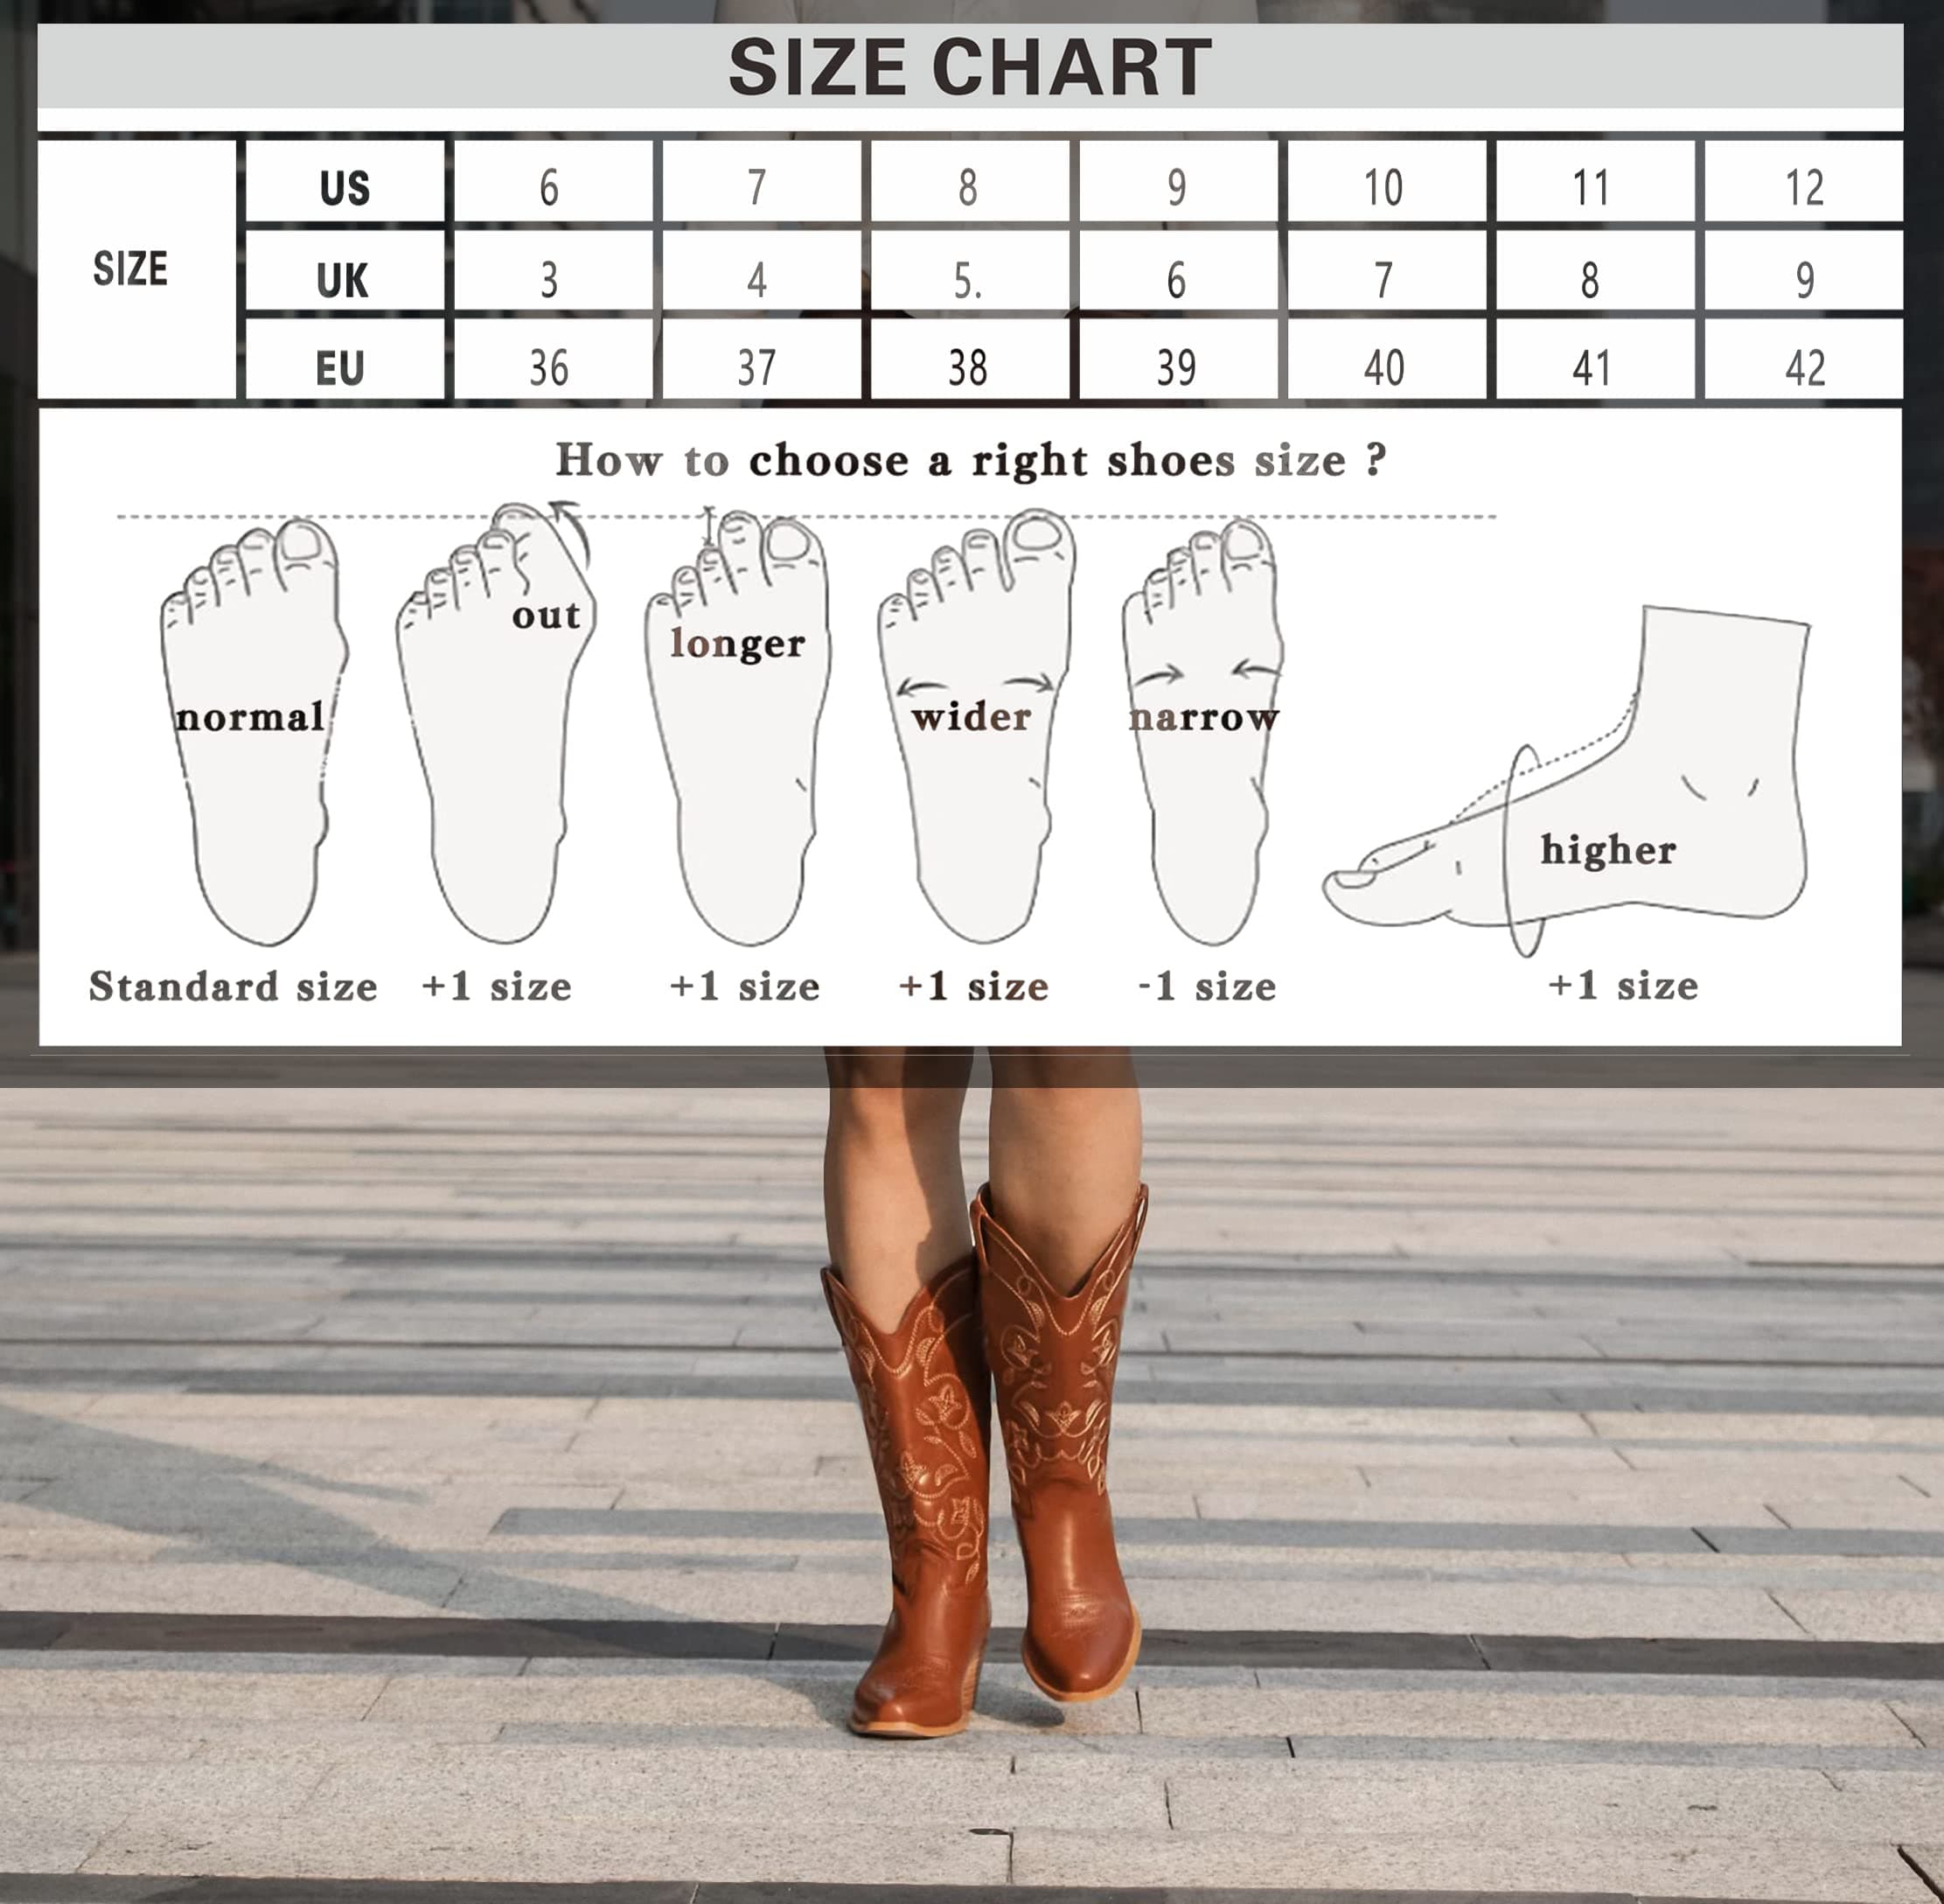 SIZE CHART
US 6 7 8 9 10 11 12
SIZE UK 3 4 5. 6 7 8 9
EU 36 37 38 39 40 41 42
How to choose a right shoes size ?
normal out longer wider narrow higher
Standard size +1 size +1 size +1 size -1 size +1 size